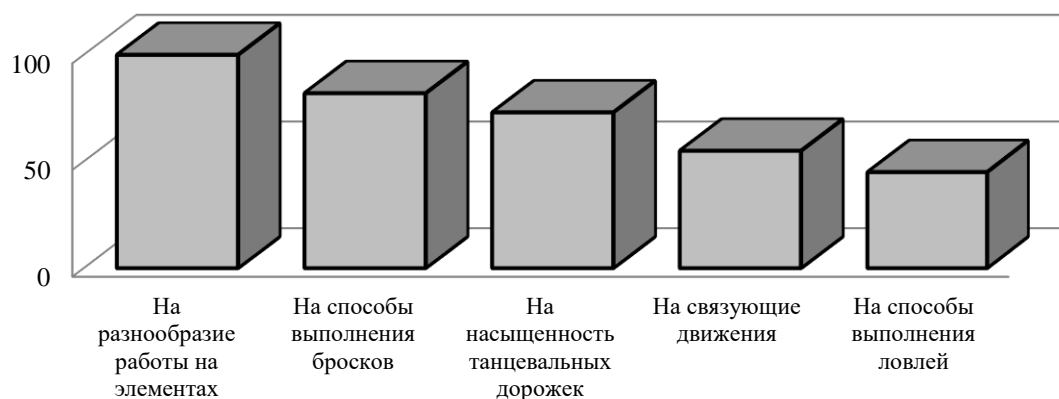 100
50
0
На
разнообразие
работы на
элементах
На способы
выполнения
бросков
На
насыщенность
танцевальных
дорожек
На связующие
движения
На способы
выполнения
ловлей